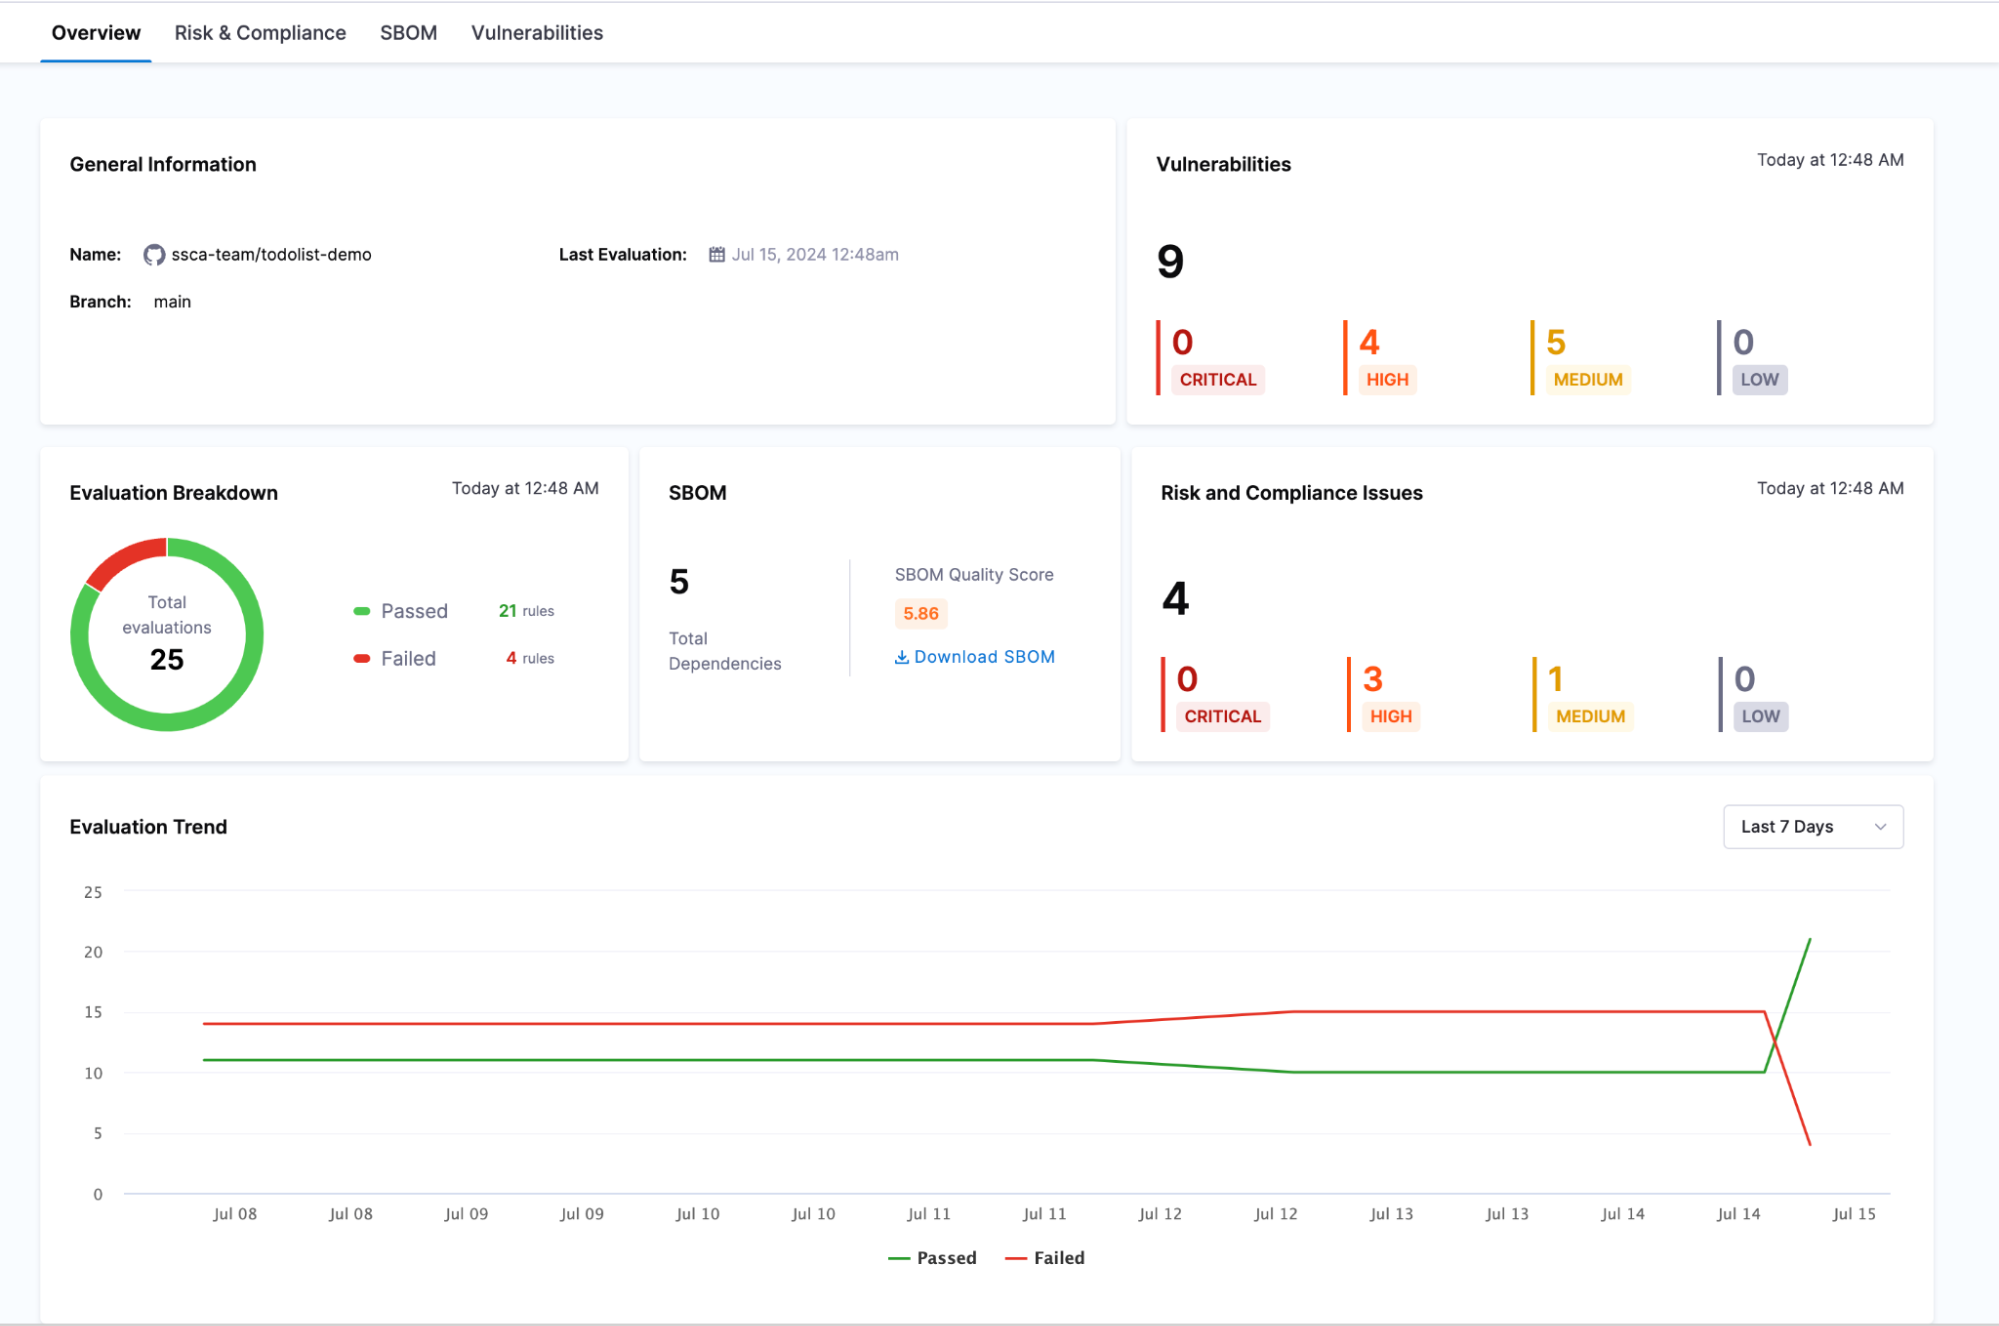 Overview Risk & Compliance SBOM Vulnerabilities
General Information
Name: ssca-team/todolist-demo
Last Evaluation: Jul 15, 2024 12:48am
Branch: main
Vulnerabilities
Today at 12:48 AM
9
0
CRITICAL
4
HIGH
5
MEDIUM
0
LOW
Evaluation Breakdown
Today at 12:48 AM
Total
evaluations
25
Passed 21 rules
Failed 4 rules
SBOM
5
Total
Dependencies
SBOM Quality Score
5.86
Download SBOM
Risk and Compliance Issues
Today at 12:48 AM
4
0
CRITICAL
3
HIGH
1
MEDIUM
0
LOW
Evaluation Trend
Last 7 Days
25
20
15
10
5
0
Jul 08 Jul 08 Jul 09 Jul 09 Jul 10 Jul 10 Jul 11 Jul 11 Jul 12 Jul 12 Jul 13 Jul 13 Jul 14 Jul 14 Jul 15
Passed Failed